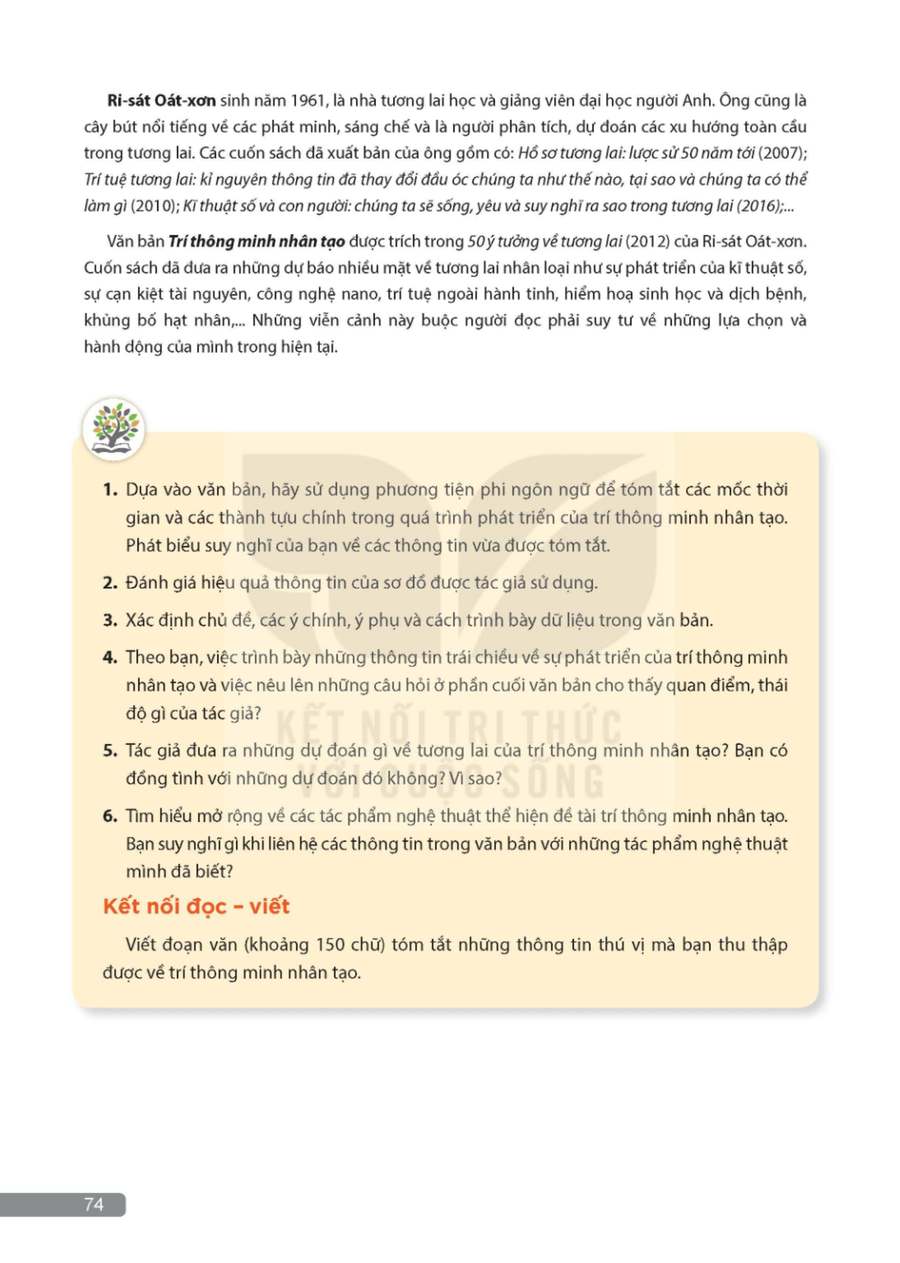 Ri-sát Oát-xơn sinh năm 1961, là nhà tương lai học và giảng viên đại học người Anh. Ông cũng là
cây bút nổi tiếng về các phát minh, sáng chế và là người phân tích, dự đoán các xu hướng toàn cầu
trong tương lai. Các cuốn sách đã xuất bản của ông gồm có: Hồ sơ tương lai: lược sử 50 năm tới (2007);
Trí tuệ tương lai: kỉ nguyên thông tin đã thay đổi đầu óc chúng ta như thế nào, tại sao và chúng ta có thể
làm gì (2010); Kĩ thuật số và con người: chúng ta sẽ sống, yêu và suy nghĩ ra sao trong tương lai (2016);...
Văn bản Trí thông minh nhân tạo được trích trong 50 ý tưởng về tương lai (2012) của Ri-sát Oát-xơn.
Cuốn sách đã đưa ra những dự báo nhiều mặt về tương lai nhân loại như sự phát triển của kĩ thuật số,
sự cạn kiệt tài nguyên, công nghệ nano, trí tuệ ngoài hành tinh, hiểm hoạ sinh học và dịch bệnh,
khủng bố hạt nhân,... Những viễn cảnh này buộc người đọc phải suy tư về những lựa chọn và
hành động của mình trong hiện tại.
1. Dựa vào văn bản, hãy sử dụng phương tiện phi ngôn ngữ để tóm tắt các mốc thời
gian và các thành tựu chính trong quá trình phát triển của trí thông minh nhân tạo.
Phát biểu suy nghĩ của bạn về các thông tin vừa được tóm tắt.
2. Đánh giá hiệu quả thông tin của sơ đồ được tác giả sử dụng.
3. Xác định chủ đề, các ý chính, ý phụ và cách trình bày dữ liệu trong văn bản.
4. Theo bạn, việc trình bày những thông tin trái chiều về sự phát triển của trí thông minh
nhân tạo và việc nêu lên những câu hỏi ở phần cuối văn bản cho thấy quan điểm, thái
độ gì của tác giả?
5. Tác giả đưa ra những dự đoán gì về tương lai của trí thông minh nhân tạo? Bạn có
đồng tình với những dự đoán đó không? Vì sao?
6. Tìm hiểu mở rộng về các tác phẩm nghệ thuật thể hiện đề tài trí thông minh nhân tạo.
Bạn suy nghĩ gì khi liên hệ các thông tin trong văn bản với những tác phẩm nghệ thuật
mình đã biết?
KẾT NỐI TRI THỨC
VỚI CUỘC SỐNG
Kết nối đọc – viết
Viết đoạn văn (khoảng 150 chữ) tóm tắt những thông tin thú vị mà bạn thu thập
được về trí thông minh nhân tạo.
74